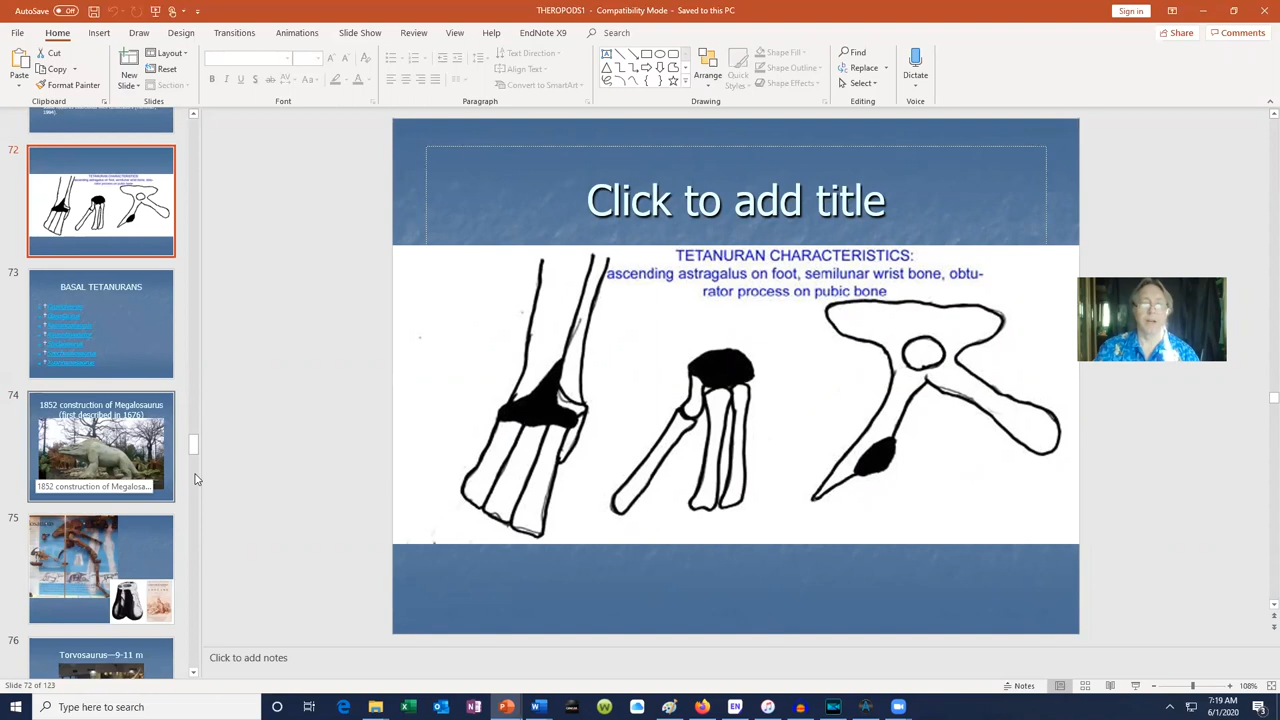 AutoSave Off
THEROPODS1 - Compatibility Mode - Saved to this PC
Sign in
File Home Insert Draw Design Transitions Animations Slide Show Review View Help EndNote X9 Search
Share Comments
Paste
Cut
Copy
Format Painter
Clipboard
New Slide
Layout
Reset
Section
Slides
Font
Text Direction
Align Text
Convert to SmartArt
Paragraph
Arrange
Quick Styles
Shape Fill
Shape Outline
Shape Effects
Drawing
Find
Replace
Select
Editing
Dictate
Voice
1994)
72
TETANURAN CHARACTERISTICS:
73
BASAL TETANURANS
74
1852 construction of Megalosaurus
(first described in 1676)
1852 construction of Megalosa...
75
76
Torvosaurus—9-11 m
Click to add title
TETANURAN CHARACTERISTICS:
ascending astragalus on foot, semilunar wrist bone, obtu-
rator process on pubic bone
Click to add notes
Slide 72 of 123
Notes
108%
Type here to search
7:19 AM
6/1/2020